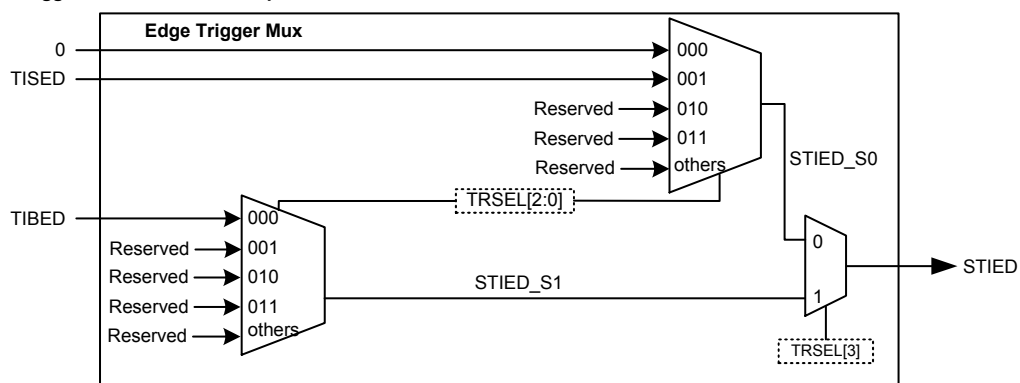 Edge Trigger Mux
0
000
TISED
001
Reserved
010
Reserved
011
Reserved
others
STIED_S0
TRSEL[2:0]
TIBED
000
Reserved
001
Reserved
010
Reserved
011
Reserved
others
STIED_S1
0
1
STIED
TRSEL[3]